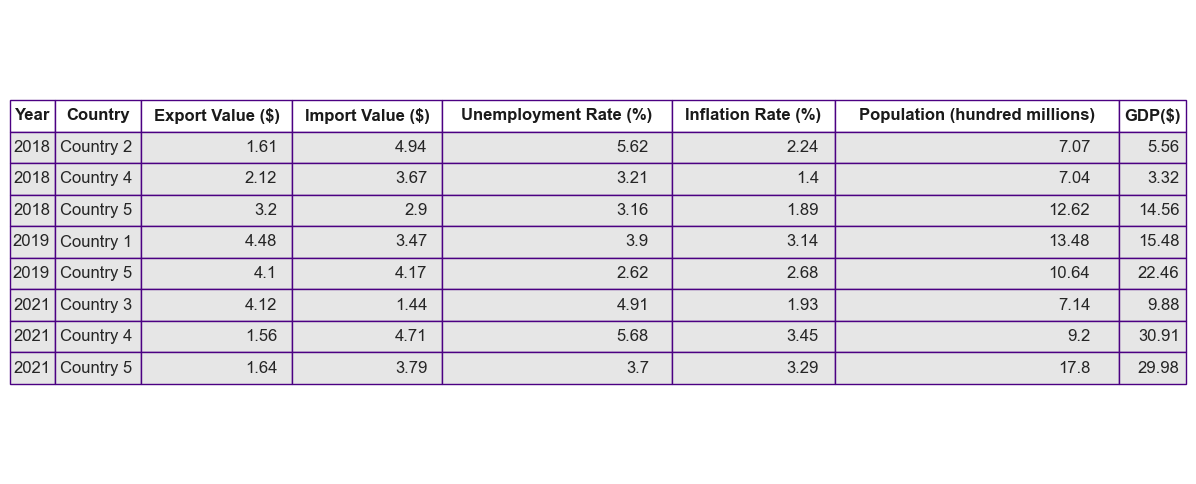 Year Country Export Value ($) Import Value ($) Unemployment Rate (%) Inflation Rate (%) Population (hundred millions) GDP($)
2018 Country 2 1.61 4.94 5.62 2.24 7.07 5.56
2018 Country 4 2.12 3.67 3.21 1.4 7.04 3.32
2018 Country 5 3.2 2.9 3.16 1.89 12.62 14.56
2019 Country 1 4.48 3.47 3.9 3.14 13.48 15.48
2019 Country 5 4.1 4.17 2.62 2.68 10.64 22.46
2021 Country 3 4.12 1.44 4.91 1.93 7.14 9.88
2021 Country 4 1.56 4.71 5.68 3.45 9.2 30.91
2021 Country 5 1.64 3.79 3.7 3.29 17.8 29.98